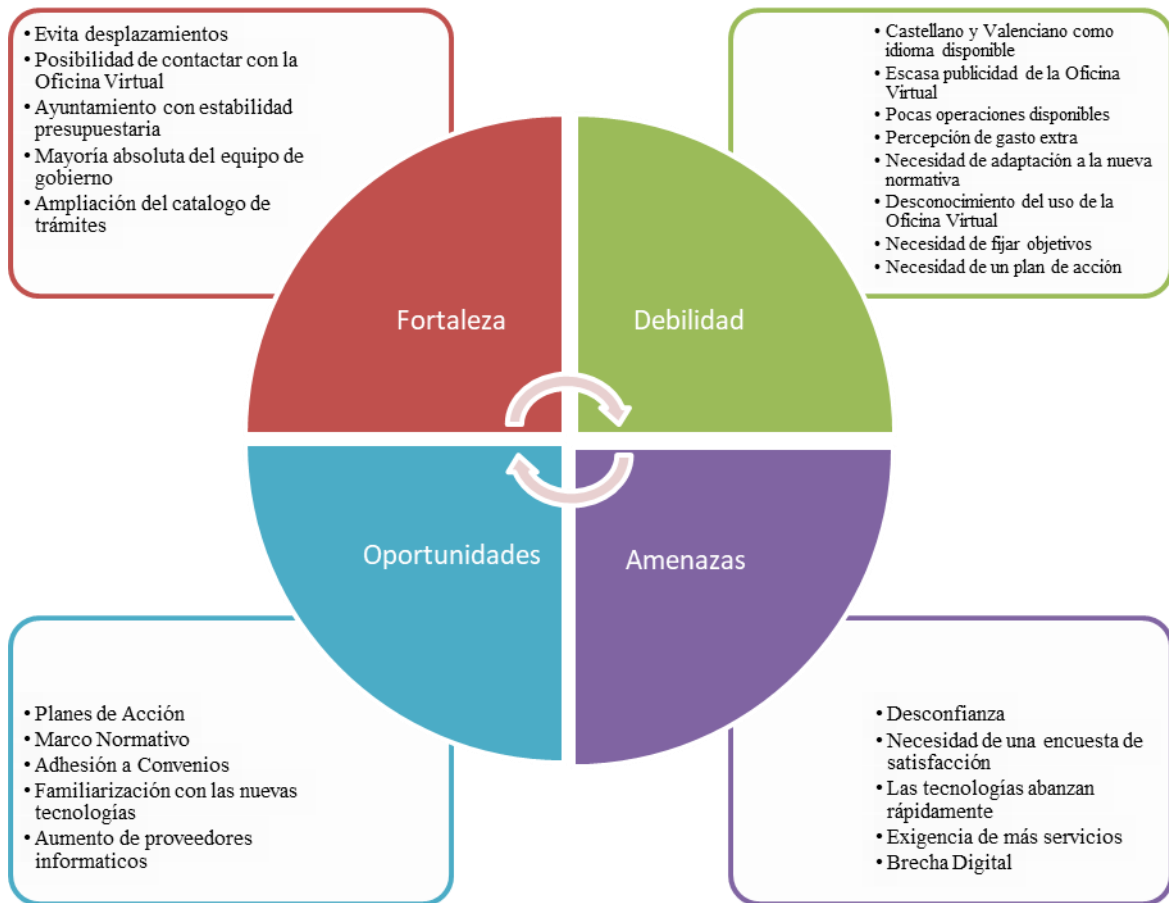 • Evita desplazamientos
• Posibilidad de contactar con la
Oficina Virtual
• Ayuntamiento con estabilidad
presupuestaria
• Mayoría absoluta del equipo de
gobierno
• Ampliación del catalogo de
trámites
• Castellano y Valenciano como
idioma disponible
• Escasa publicidad de la Oficina
Virtual
• Pocas operaciones disponibles
• Percepción de gasto extra
• Necesidad de adaptación a la nueva
normativa
• Desconocimiento del uso de la
Oficina Virtual
• Necesidad de fijar objetivos
• Necesidad de un plan de acción
Fortaleza
Debilidad
Oportunidades
Amenazas
• Planes de Acción
• Marco Normativo
• Adhesión a Convenios
• Familiarización con las nuevas
tecnologías
• Aumento de proveedores
informaticos
• Desconfianza
• Necesidad de una encuesta de
satisfacción
• Las tecnologías abanzan
rápidamente
• Exigencia de más servicios
• Brecha Digital